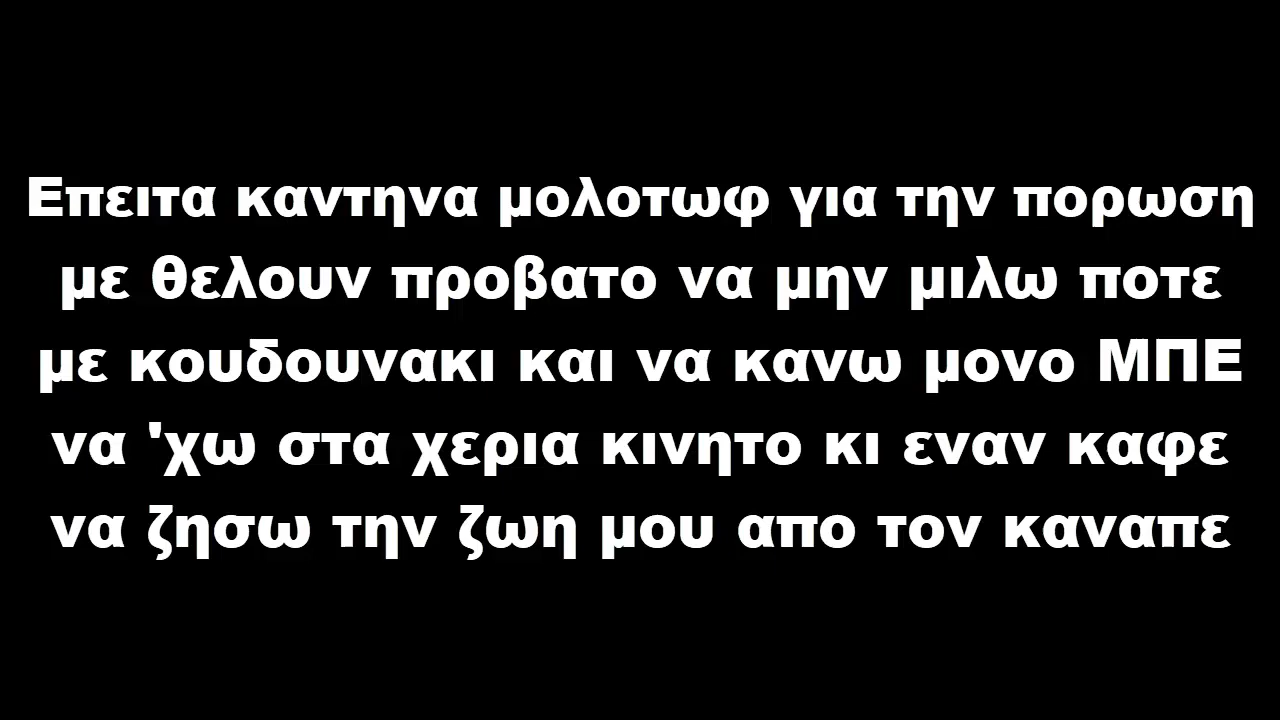 Επειτα καντηνα μολοτωφ για την πορωση
με θελουν προβατο να μην μιλω ποτε
με κουδουνακι και να κανω μονο ΜΠΕ
να 'χω στα χερια κινητο κι εναν καφε
να ζησω την ζωη μου απο τον καναπε